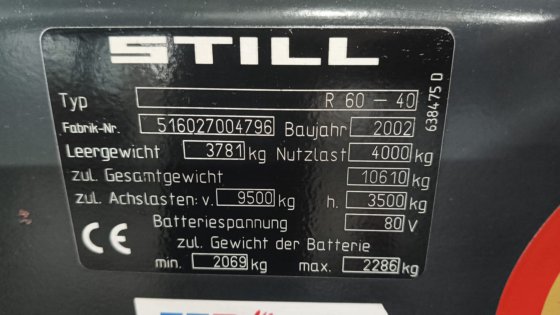 STILL
Typ R 60 - 40
Fabrik-Nr. 516027004796 Baujahr 2002
Leergewicht 3781 kg Nutzlast 4000 kg
zul. Gesamtgewicht 10610 kg
zul. Achslasten: v. 9500 kg h. 3500 kg
Batteriespannung 80 V
CE
zul. Gewicht der Batterie
min. 2069 kg max. 2286 kg
638475 D